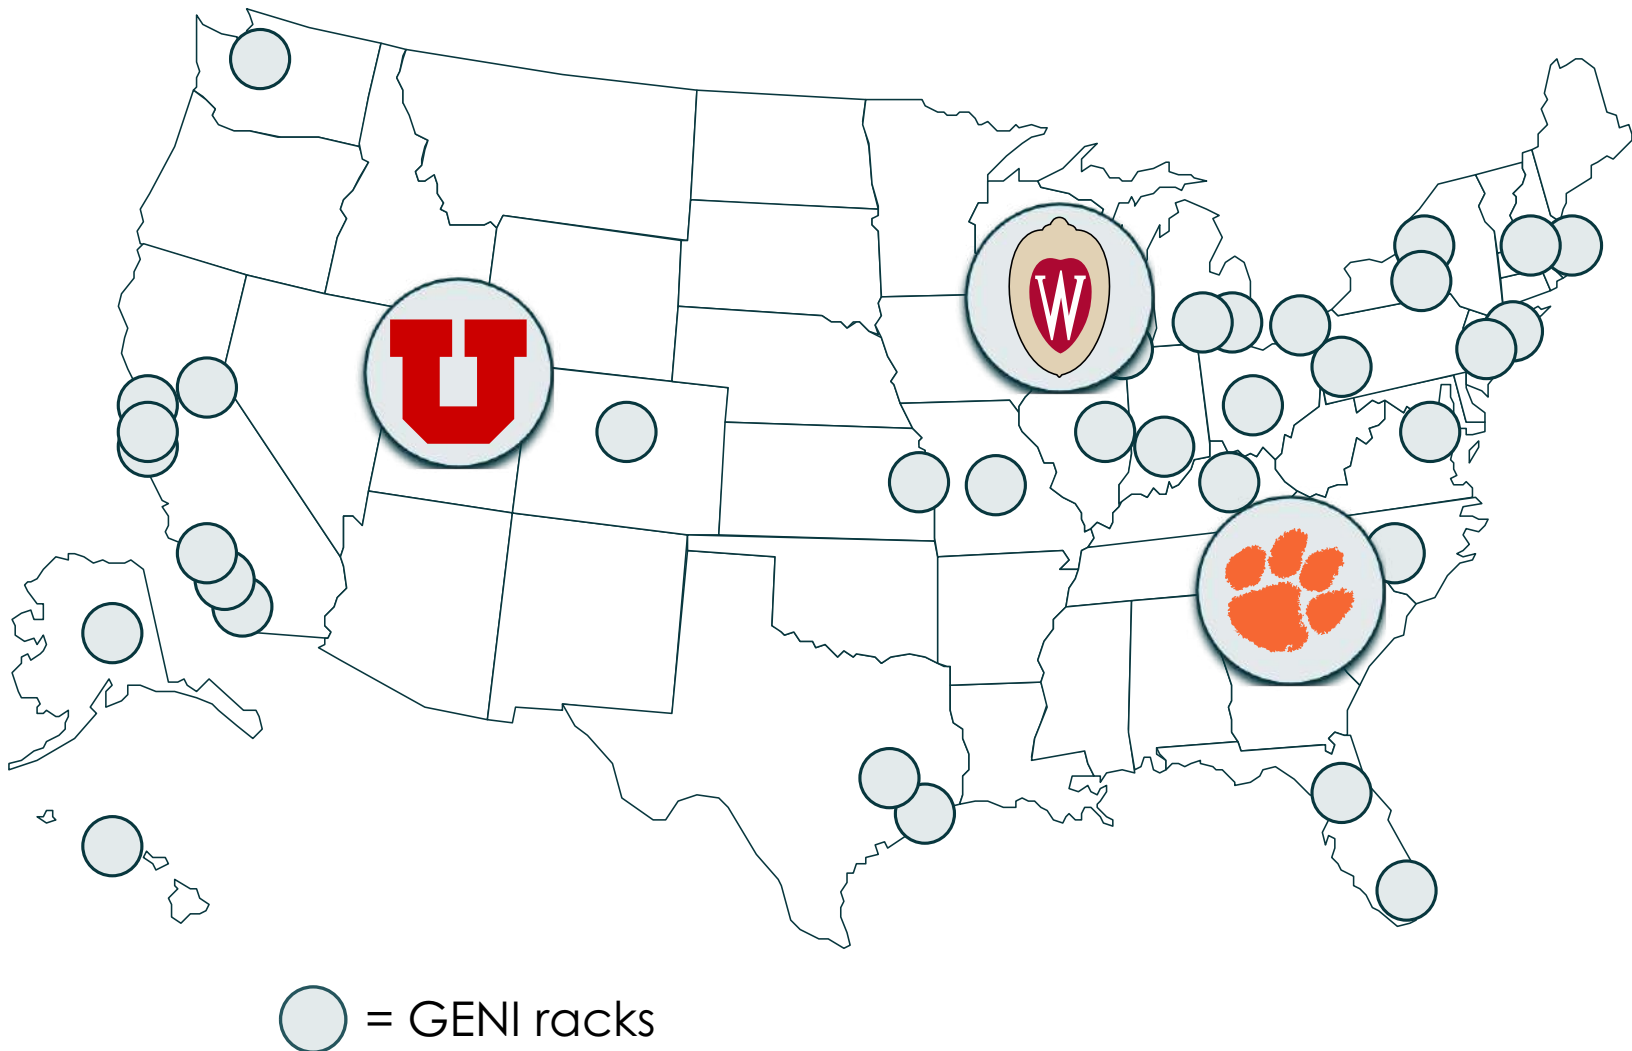 U
W
= GENI racks